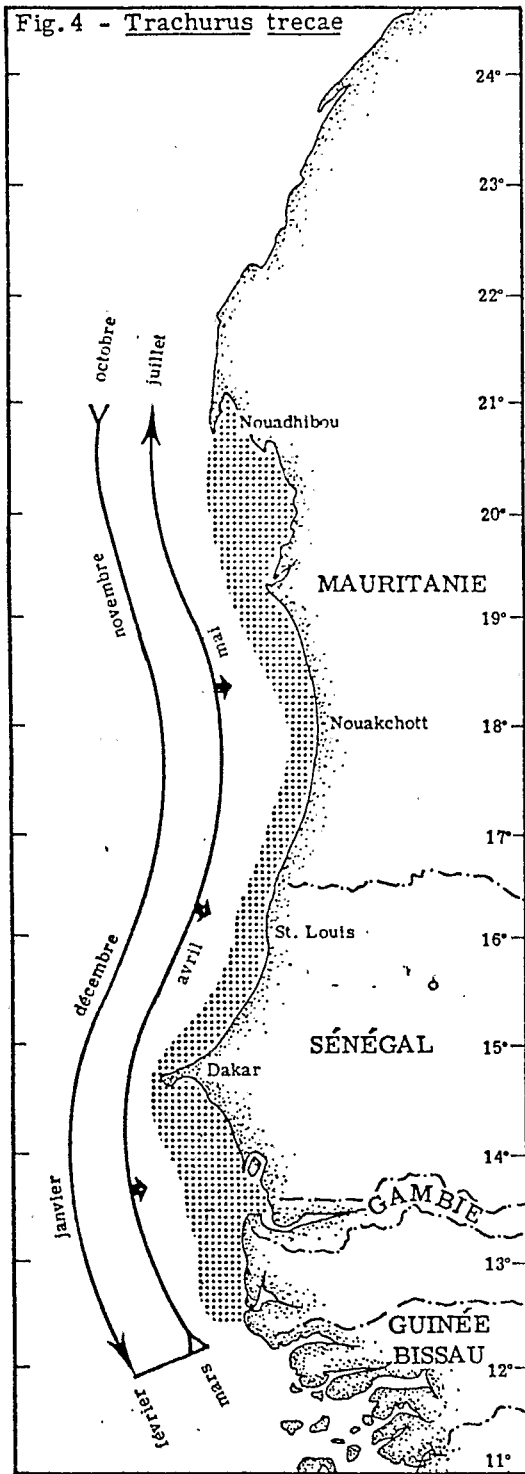 Fig.4 - Trachurus trecae
24°
23°
22°
octobre
juillet
21°
Nouadhibou
20°
MAURITANIE
novembre
19°
mai
Nouakchott
18°
17°
St. Louis
16°
avril
décembre
SÉNÉGAL
15°
Dakar
14°
GAMBIE
janvier
13°
GUINÉE
BISSAU
12°
mars
février
11°